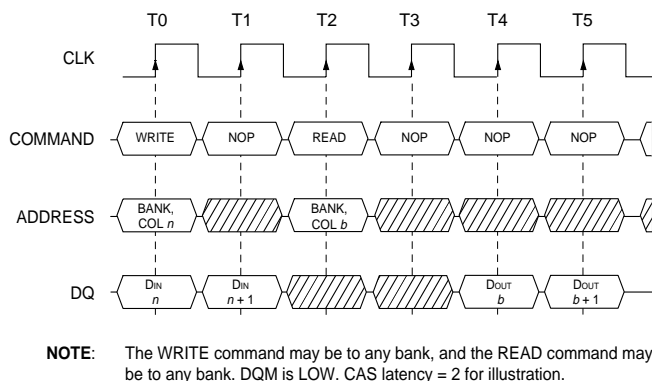 T0 T1 T2 T3 T4 T5
CLK
COMMAND WRITE NOP READ NOP NOP NOP
ADDRESS BANK, BANK,
COL n COL b
DQ DIN DIN DOUT DOUT
n n + 1 b b + 1
NOTE: The WRITE command may be to any bank, and the READ command may
be to any bank. DQM is LOW. CAS latency = 2 for illustration.